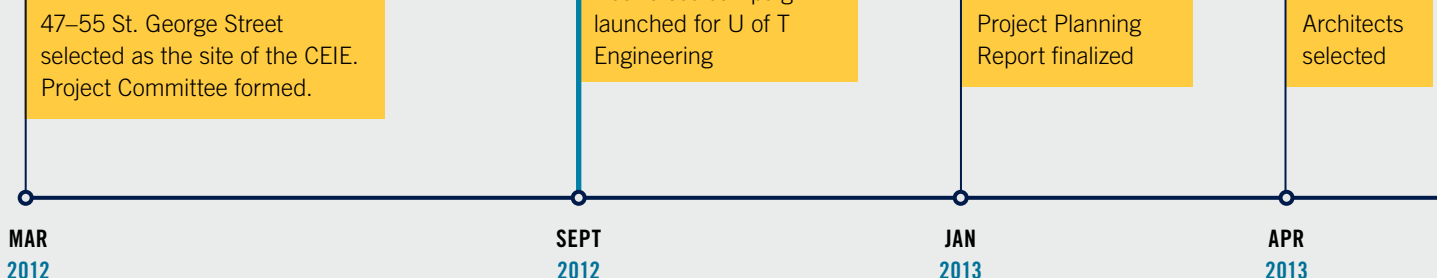 47–55 St. George Street
selected as the site of the CEIE.
Project Committee formed.
launched for U of T
Engineering
Project Planning
Report finalized
Architects
selected
MAR
2012
SEPT
2012
JAN
2013
APR
2013